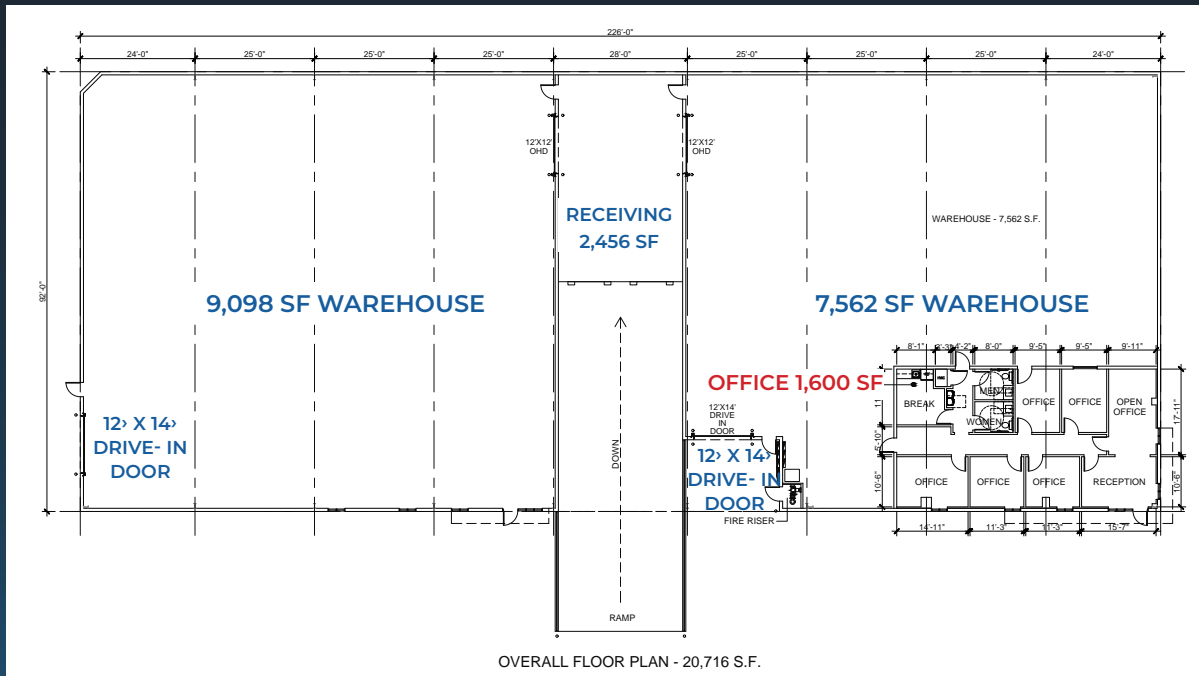 226'-0"
24'-0"
25'-0"
25'-0"
25'-0"
28'-0"
25'-0"
25'-0"
25'-0"
24'-0"
92'-0"
12'X12'
OHD
12'X12'
OHD
RECEIVING
2,456 SF
WAREHOUSE - 7,562 S.F.
9,098 SF WAREHOUSE
7,562 SF WAREHOUSE
8'-1"
4'-2"
8'-0"
9'-5"
9'-5"
9'-11"
OFFICE 1,600 SF
MEN
BREAK
OFFICE
OFFICE
OPEN
OFFICE
WOMEN
11
17'-11"
5'-10"
12'X14'
DRIVE
IN
DOOR
12› X 14›
DRIVE- IN
DOOR
DOWN
12› X 14›
DRIVE- IN
DOOR
10'-6"
OFFICE
OFFICE
OFFICE
RECEPTION
10'-6"
FIRE RISER
14'-11"
11'-3"
11'-3"
15'-7"
RAMP
OVERALL FLOOR PLAN - 20,716 S.F.